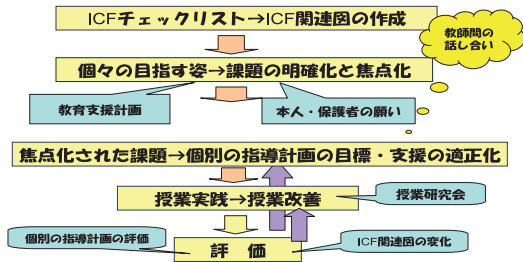 ICFチェックリスト→ICF関連図の作成
教師間の
話し合い
個々の目指す姿→課題の明確化と焦点化
教育支援計画
本人・保護者の願い
焦点化された課題→個別の指導計画の目標・支援の適正化
授業実践→授業改善
授業研究会
個別の指導計画の評価
評 価
ICF関連図の変化